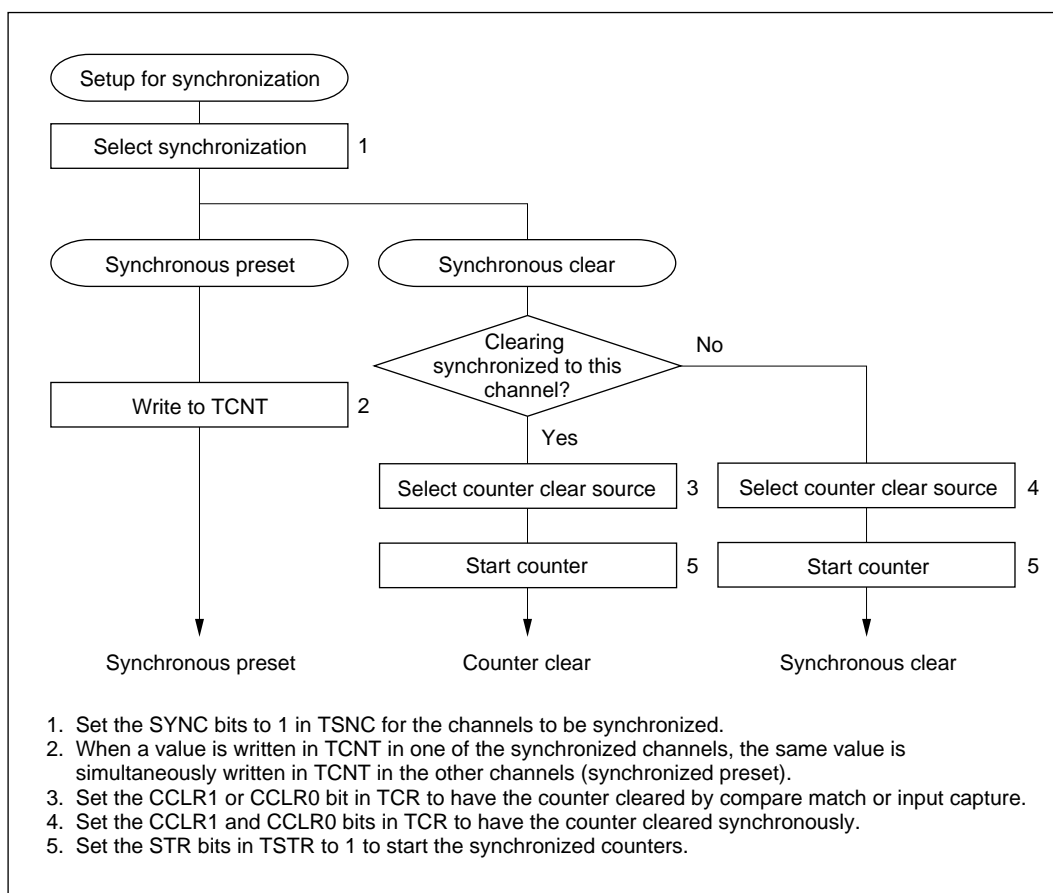 Setup for synchronization
Select synchronization 1
Synchronous preset
Synchronous clear
Clearing
synchronized to this
channel?
No
Write to TCNT 2
Yes
Select counter clear source 3
Select counter clear source 4
Start counter 5
Start counter 5
Synchronous preset
Counter clear
Synchronous clear
1. Set the SYNC bits to 1 in TSNC for the channels to be synchronized.
2. When a value is written in TCNT in one of the synchronized channels, the same value is
simultaneously written in TCNT in the other channels (synchronized preset).
3. Set the CCLR1 or CCLR0 bit in TCR to have the counter cleared by compare match or input capture.
4. Set the CCLR1 and CCLR0 bits in TCR to have the counter cleared synchronously.
5. Set the STR bits in TSTR to 1 to start the synchronized counters.